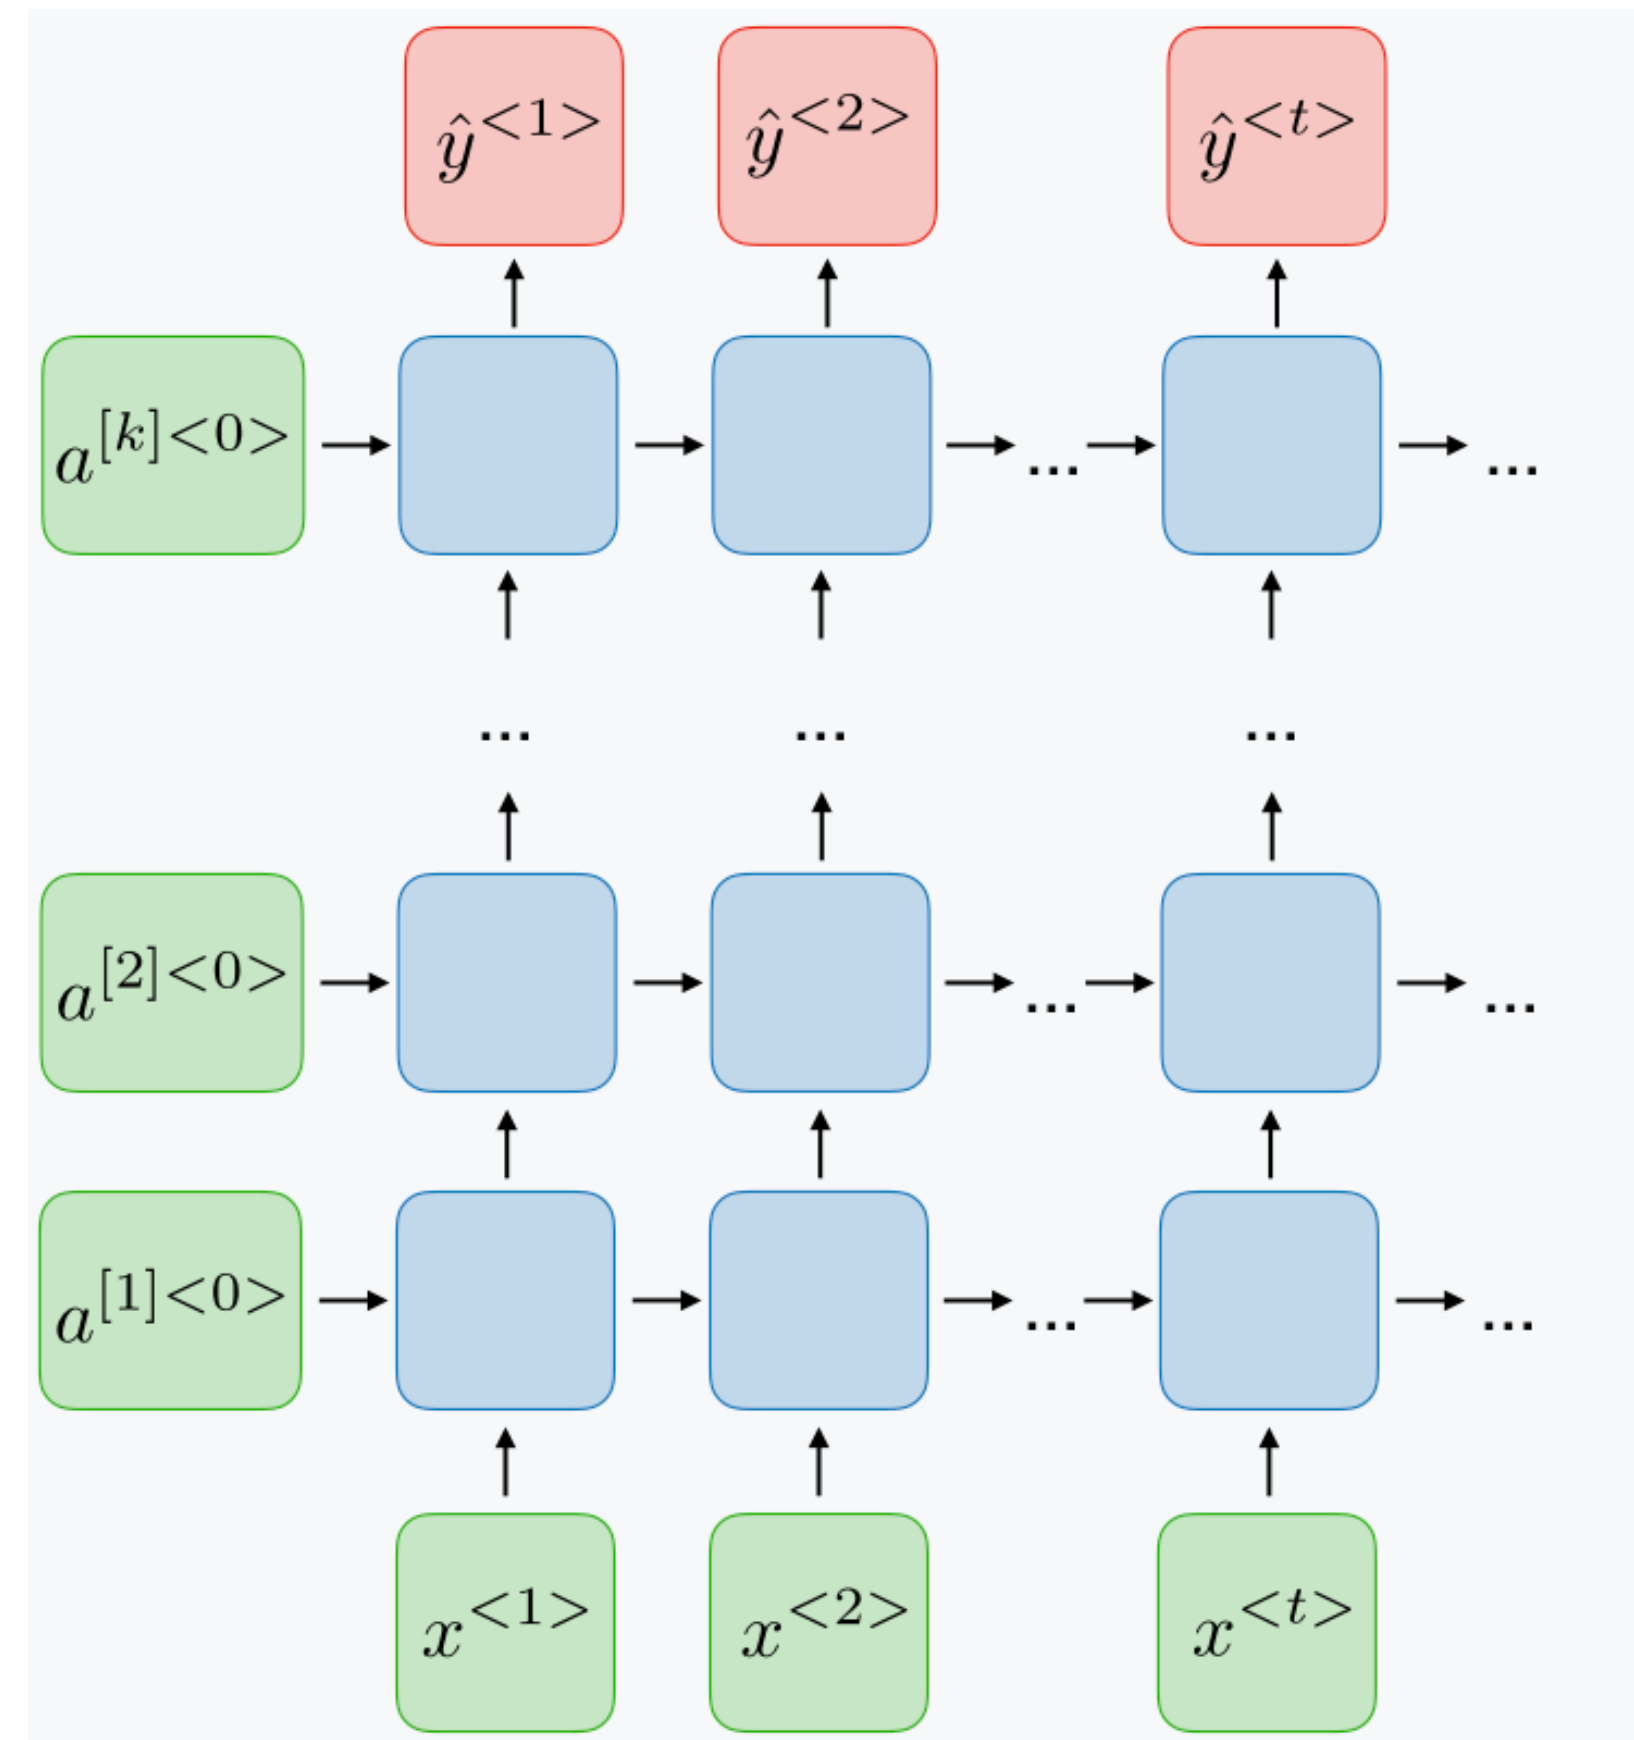 ŷ<1> ŷ<2> ŷ<t>
a[k]<0> ... ...
... ... ...
a[2]<0> ... ...
a[1]<0> ... ...
x<1> x<2> x<t>